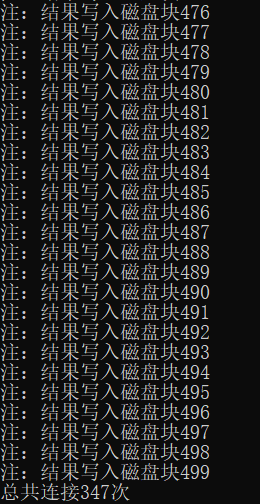 注：结果写入磁盘块476
注：结果写入磁盘块477
注：结果写入磁盘块478
注：结果写入磁盘块479
注：结果写入磁盘块480
注：结果写入磁盘块481
注：结果写入磁盘块482
注：结果写入磁盘块483
注：结果写入磁盘块484
注：结果写入磁盘块485
注：结果写入磁盘块486
注：结果写入磁盘块487
注：结果写入磁盘块488
注：结果写入磁盘块489
注：结果写入磁盘块490
注：结果写入磁盘块491
注：结果写入磁盘块492
注：结果写入磁盘块493
注：结果写入磁盘块494
注：结果写入磁盘块495
注：结果写入磁盘块496
注：结果写入磁盘块497
注：结果写入磁盘块498
注：结果写入磁盘块499
总共连接347次